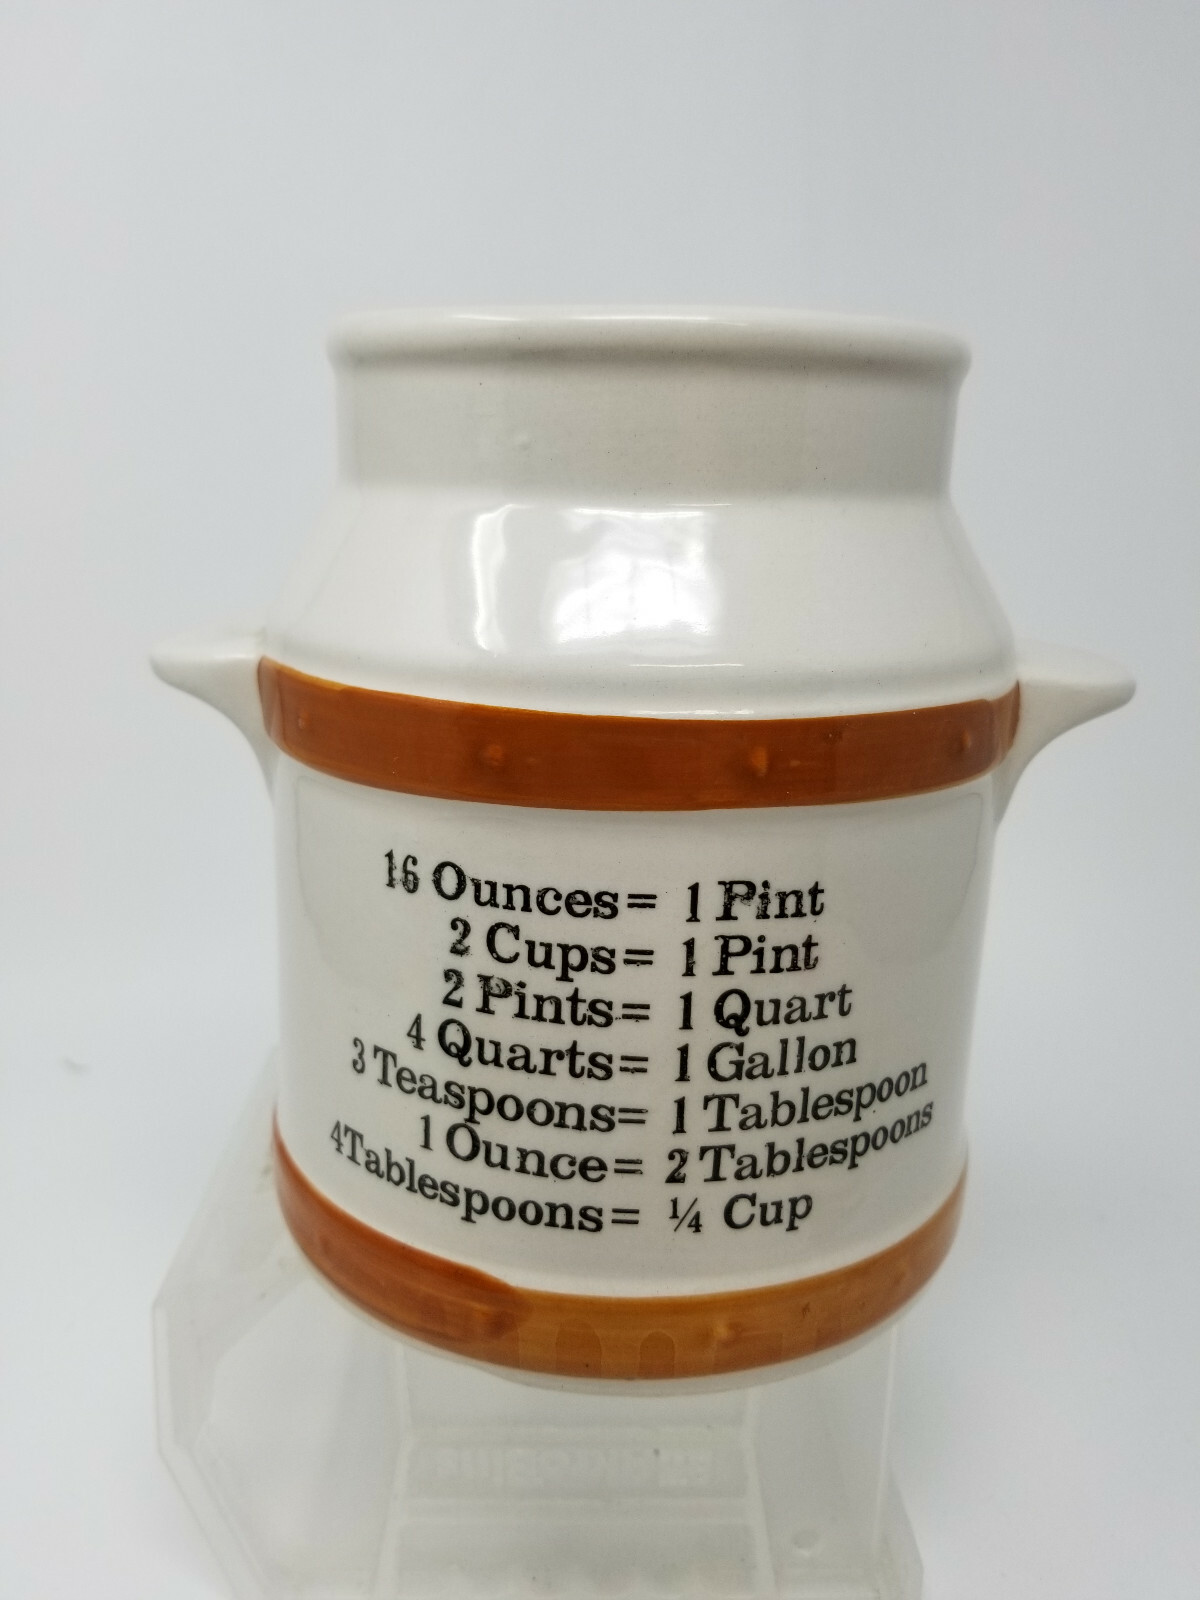 16 Ounces= 1 Pint
2 Cups= 1 Pint
2 Pints= 1 Quart
4 Quarts= 1 Gallon
3 Teaspoons= 1 Tablespoon
1 Ounce= 2 Tablespoons
4Tablespoons= ¼ Cup